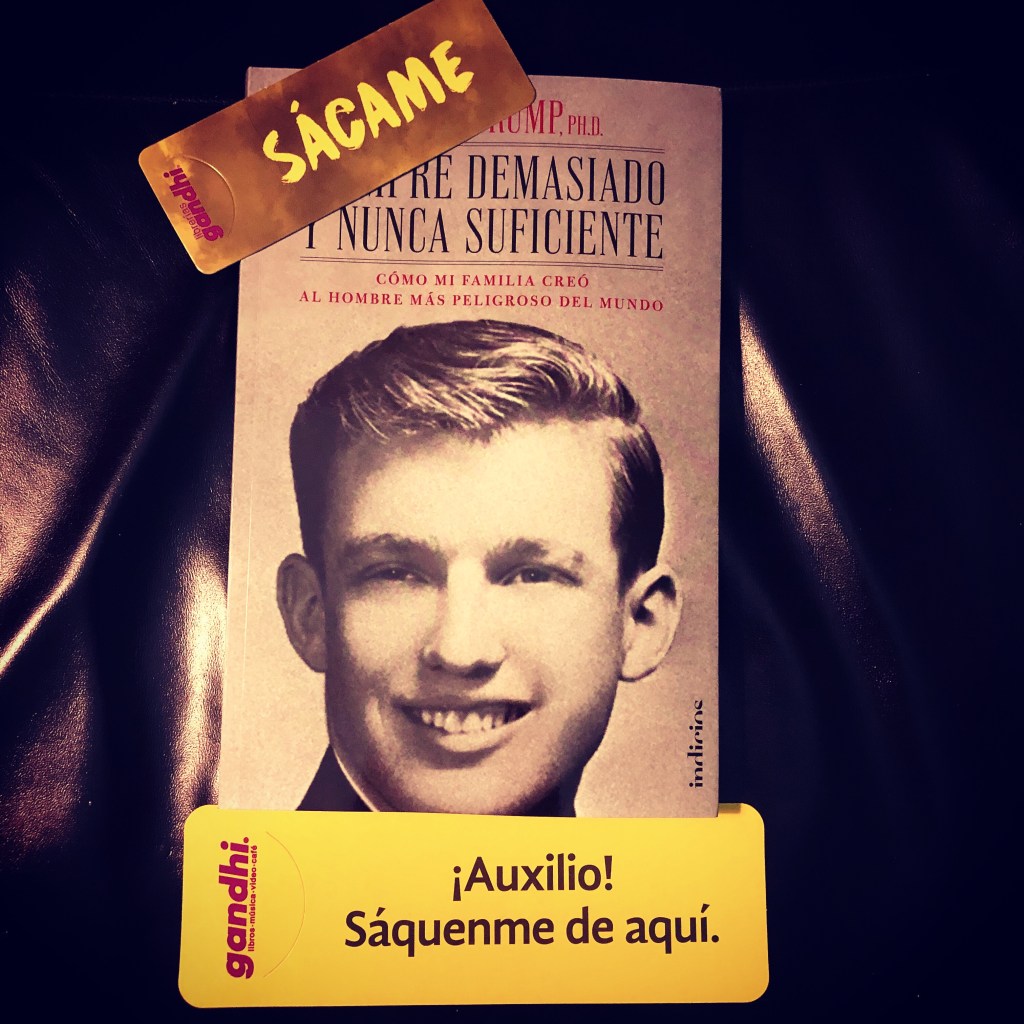 SÁCAME
librerías
gandhi.
RUMP, PH.D.
RE DEMASIADO
Y NUNCA SUFICIENTE
CÓMO MI FAMILIA CREÓ
AL HOMBRE MÁS PELIGROSO DEL MUNDO
indicios
gandhi.
libros•música•video•café
¡Auxilio!
Sáquenme de aquí.